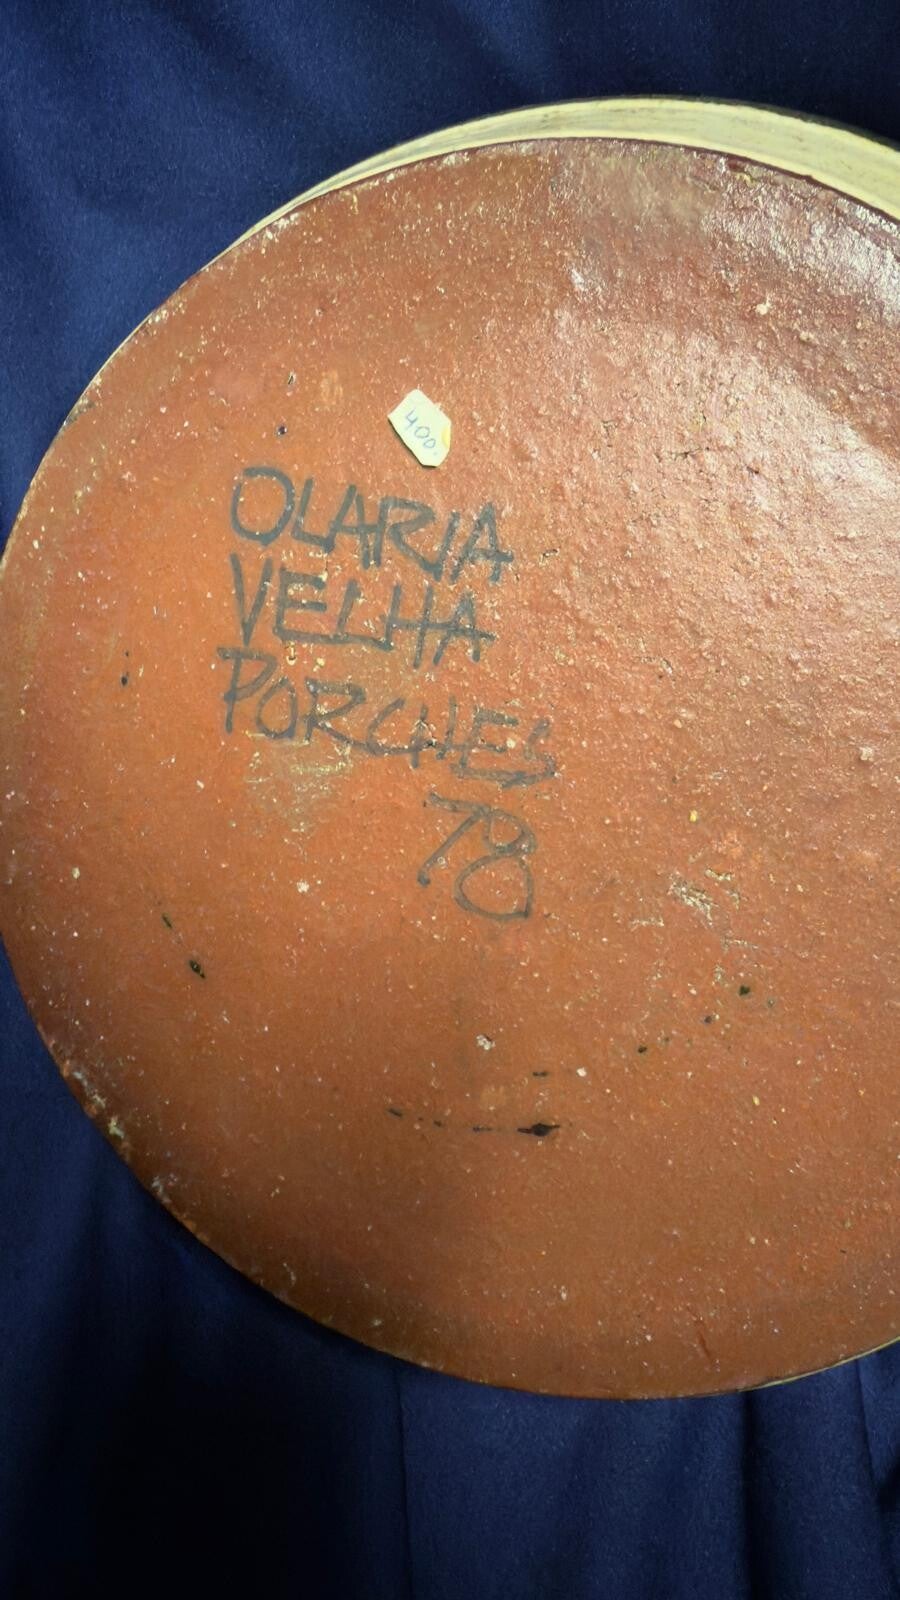 400.
OLARIA
VELHA
PORCHES
78